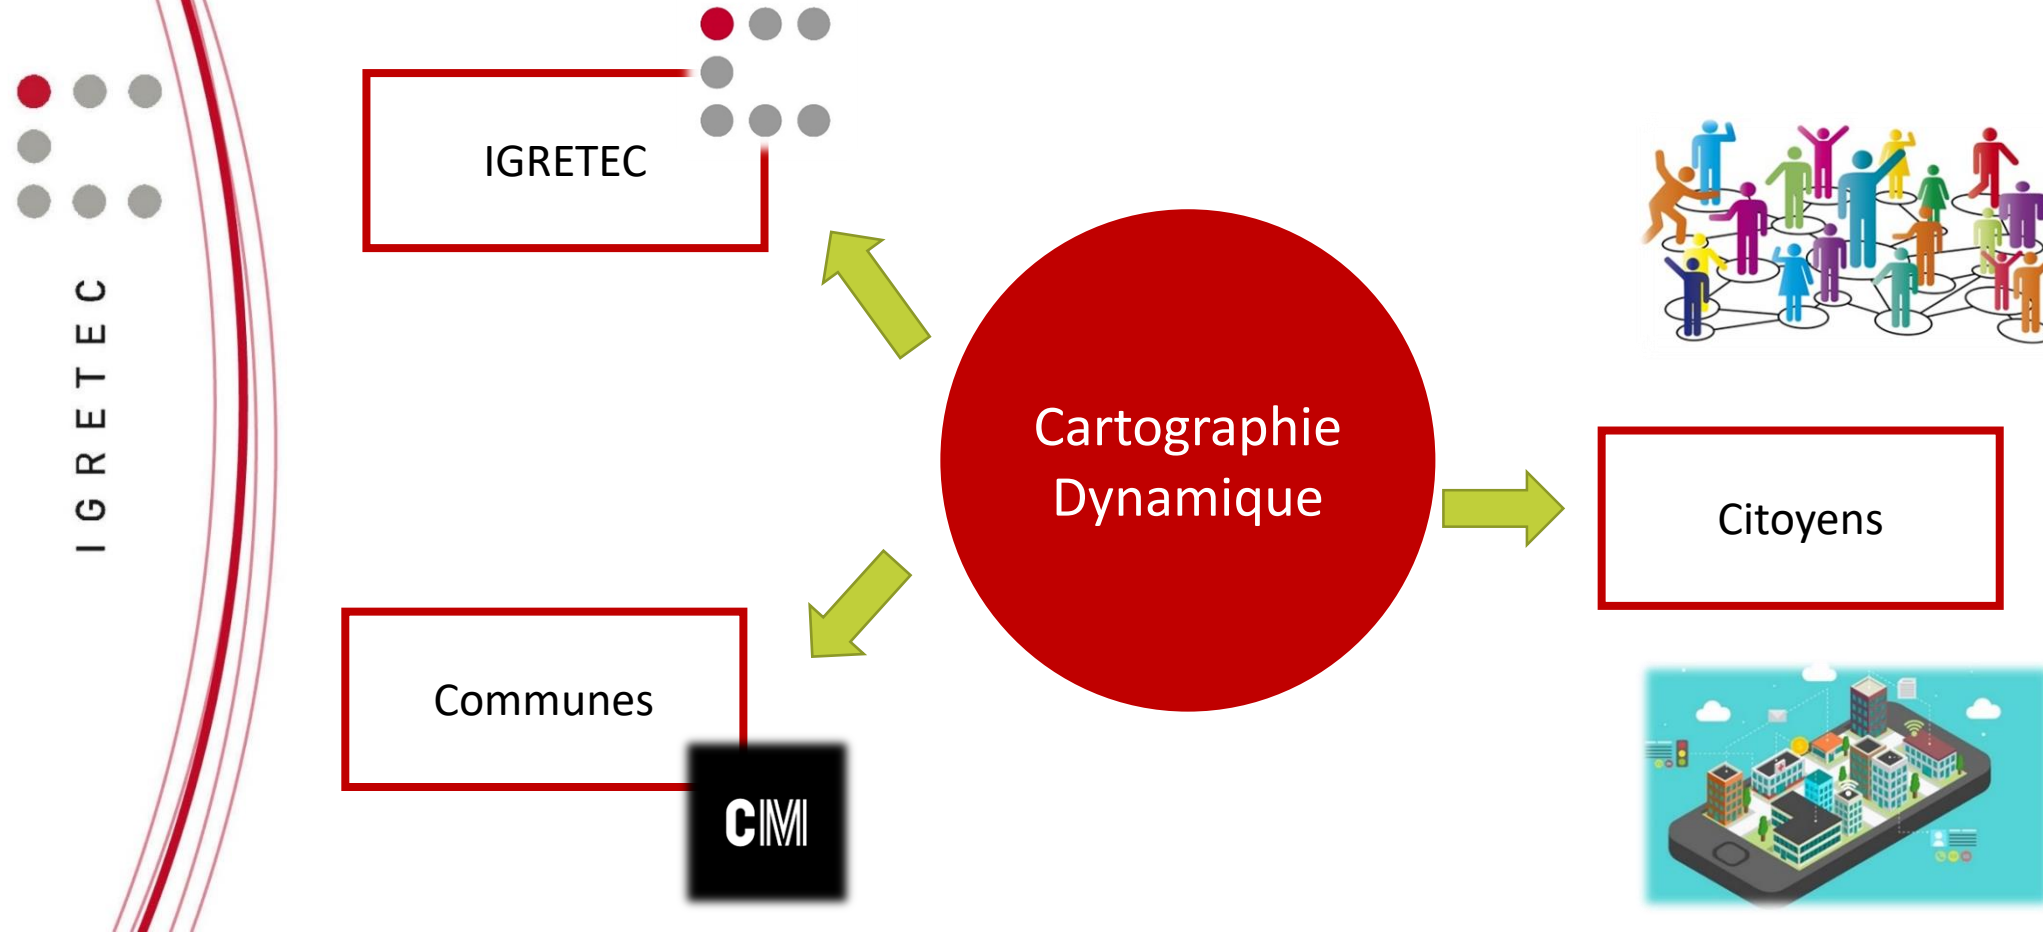 IGRETEC
IGRETEC
Cartographie
Dynamique
Citoyens
Communes
CM